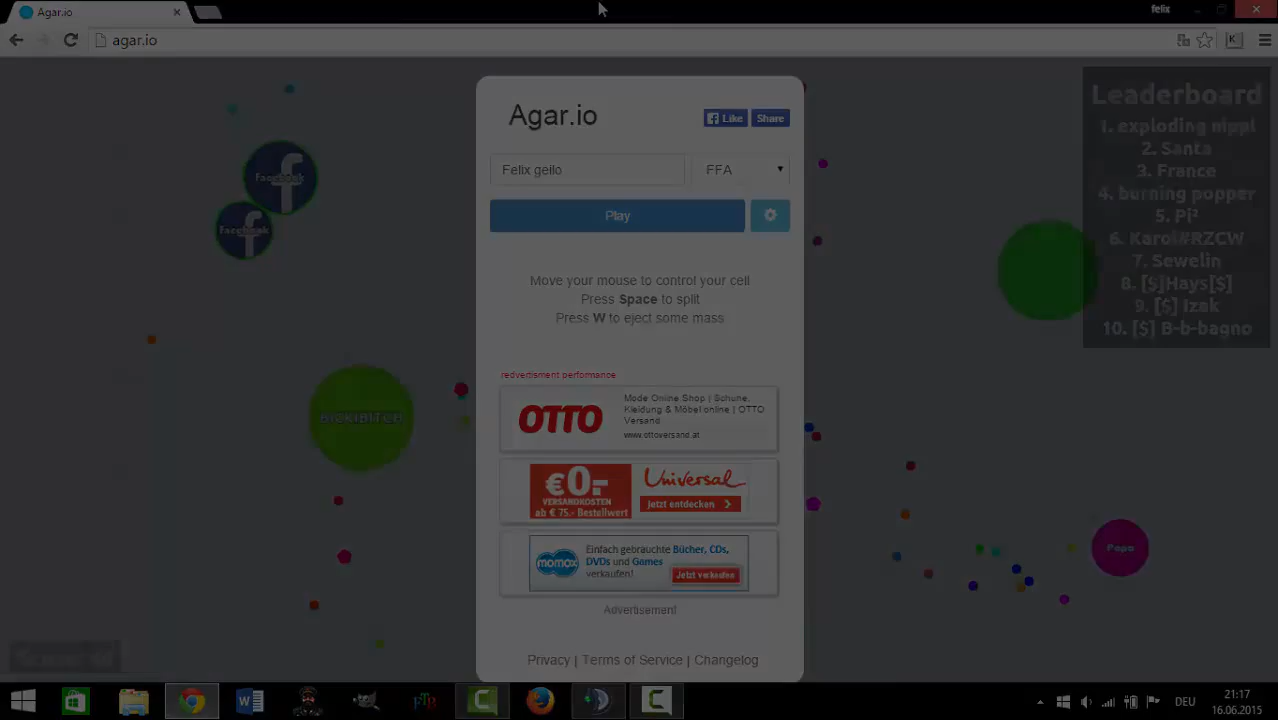 Agar.io
felix
agar.io
Agar.io
Like Share
Felix gello
FFA
Play
Move your mouse to control your cell
Press Space to split
Press W to eject some mass
redvertisment performance
OTTO
Mode Online Shop | Schuhe,
Kleidung & Möbel online | OTTO
Versand
www.ottoversand.at
€0.-
VERSANDKOSTEN
ab € 75.- Bestellwert
Universal
Jetzt entdecken
momox
Einfach gebrauchte Bücher, CDs,
DVDs und Games
verkaufen!
Jetzt verkaufen
Advertisement
Privacy | Terms of Service | Changelog
Leaderboard
1. exploding nippl
2. Santa
3. France
4. burning popper
5. Pi²
6. Karol#RZCW
7. Sewelin
8. [$]Hays[$]
9. [$] Izak
10. [$] B-b-bagno
Facebook
Facebook
Popo
DEU
21:17
16.06.2015